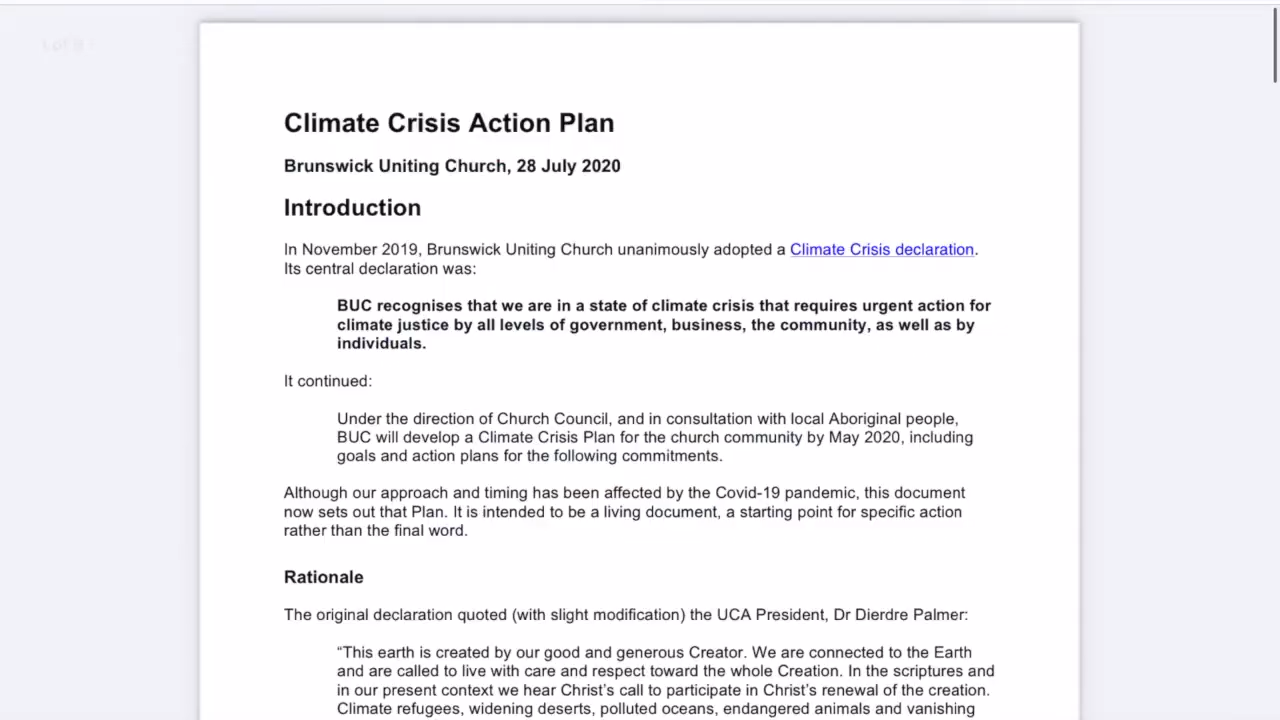 Climate Crisis Action Plan
Brunswick Uniting Church, 28 July 2020
Introduction
In November 2019, Brunswick Uniting Church unanimously adopted a Climate Crisis declaration.
Its central declaration was:
BUC recognises that we are in a state of climate crisis that requires urgent action for
climate justice by all levels of government, business, the community, as well as by
individuals.
It continued:
Under the direction of Church Council, and in consultation with local Aboriginal people,
BUC will develop a Climate Crisis Plan for the church community by May 2020, including
goals and action plans for the following commitments.
Although our approach and timing has been affected by the Covid-19 pandemic, this document
now sets out that Plan. It is intended to be a living document, a starting point for specific action
rather than the final word.
Rationale
The original declaration quoted (with slight modification) the UCA President, Dr Dierdre Palmer:
“This earth is created by our good and generous Creator. We are connected to the Earth
and are called to live with care and respect toward the whole Creation. In the scriptures and
in our present context we hear Christ’s call to participate in Christ’s renewal of the creation.
Climate refugees, widening deserts, polluted oceans, endangered animals and vanishing